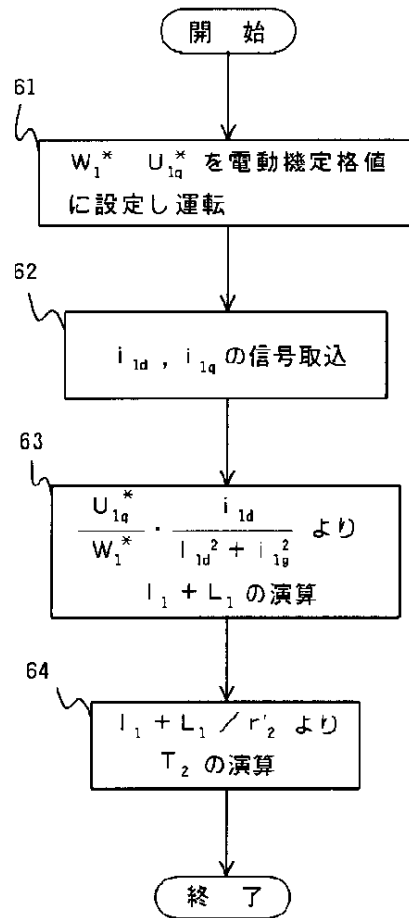 開 始
61
W₁* U₁q* を電動機定格値
に設定し運転
62
i₁d , i₁q の信号取込
63
U₁q* / W₁* · i₁d / I₁d² + i₁g² より
l₁ + L₁ の演算
64
l₁ + L₁ / r'₂ より
T₂ の演算
終 了